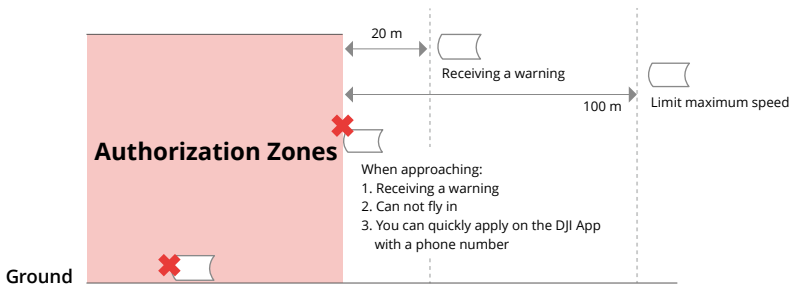 20 m
Receiving a warning
Limit maximum speed
100 m
Authorization Zones
When approaching:
1. Receiving a warning
2. Can not fly in
3. You can quickly apply on the DJI App
with a phone number
Ground